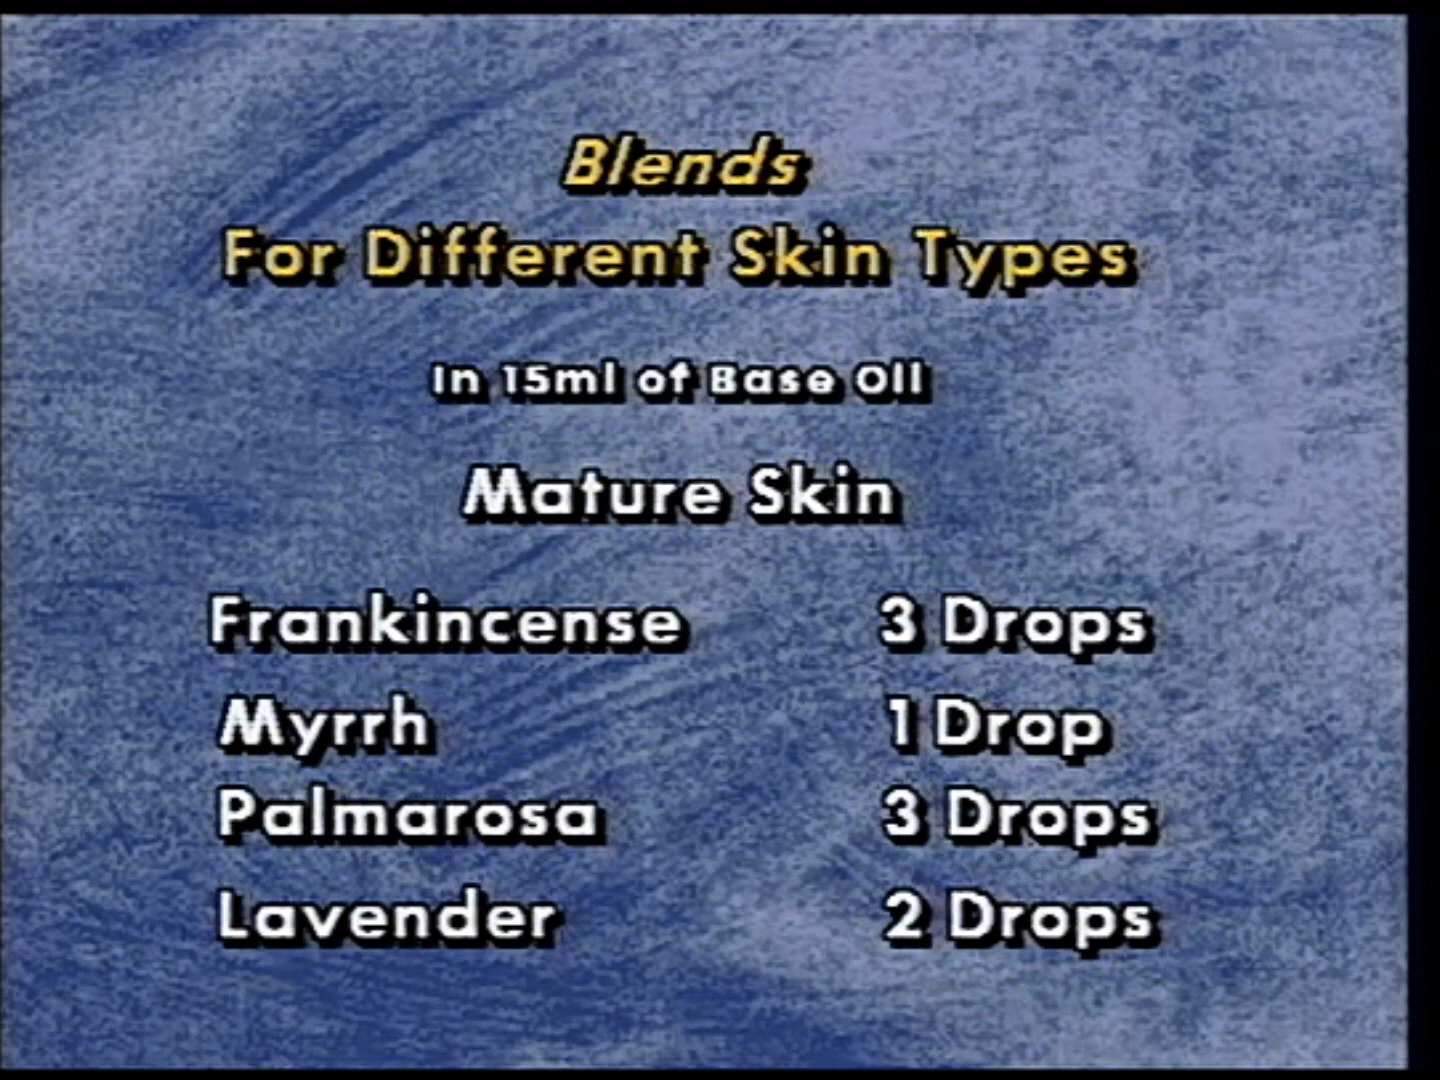 Blends
For Different Skin Types
In 15ml of Base Oil
Mature Skin
Frankincense 3 Drops
Myrrh 1 Drop
Palmarosa 3 Drops
Lavender 2 Drops